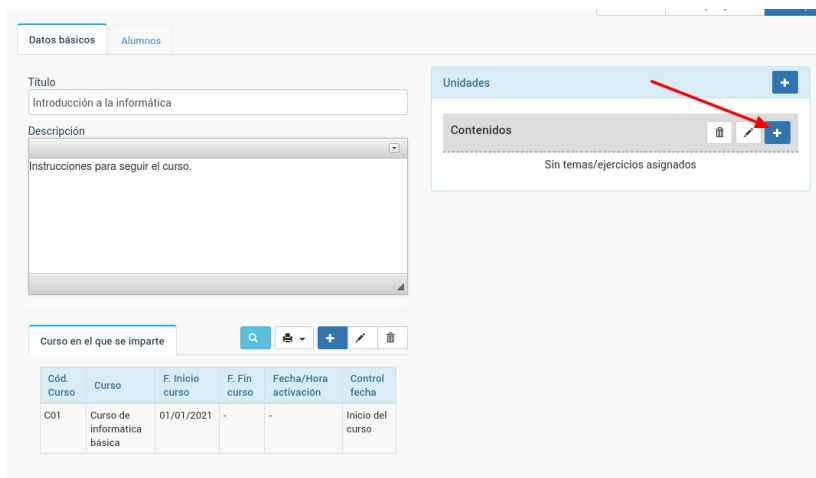 Datos básicos
Alumnos
Título
Introducción a la informática
Descripción
Instrucciones para seguir el curso.
Unidades
Contenidos
Sin temas/ejercicios asignados
Curso en el que se imparte
Cód. Curso
Curso
F. Inicio curso
F. Fin curso
Fecha/Hora activación
Control fecha
C01
Curso de informática básica
01/01/2021
-
-
Inicio del curso